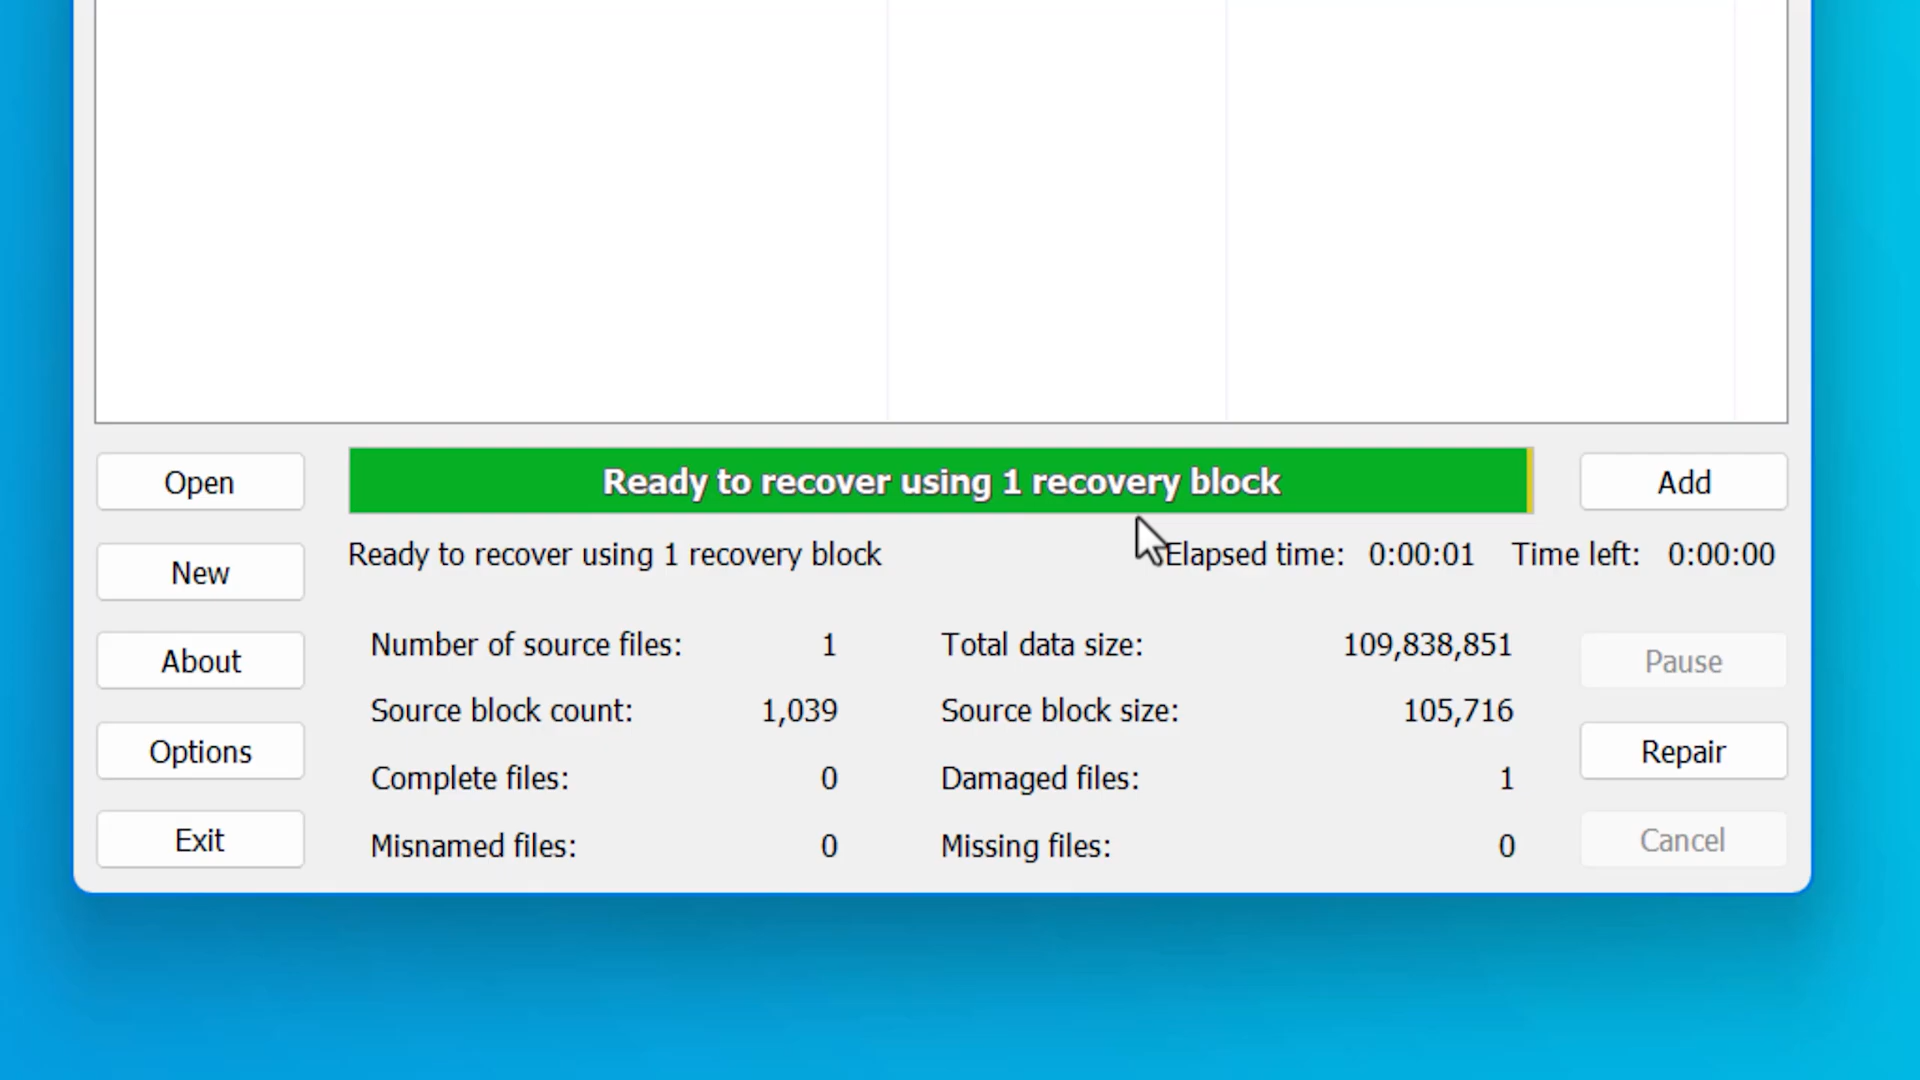 Open
Ready to recover using 1 recovery block
Add
Ready to recover using 1 recovery block
Elapsed time: 0:00:01 Time left: 0:00:00
New
Number of source files: 1 Total data size: 109,838,851
About
Pause
Source block count: 1,039 Source block size: 105,716
Options
Repair
Complete files: 0 Damaged files: 1
Exit
Misnamed files: 0 Missing files: 0
Cancel